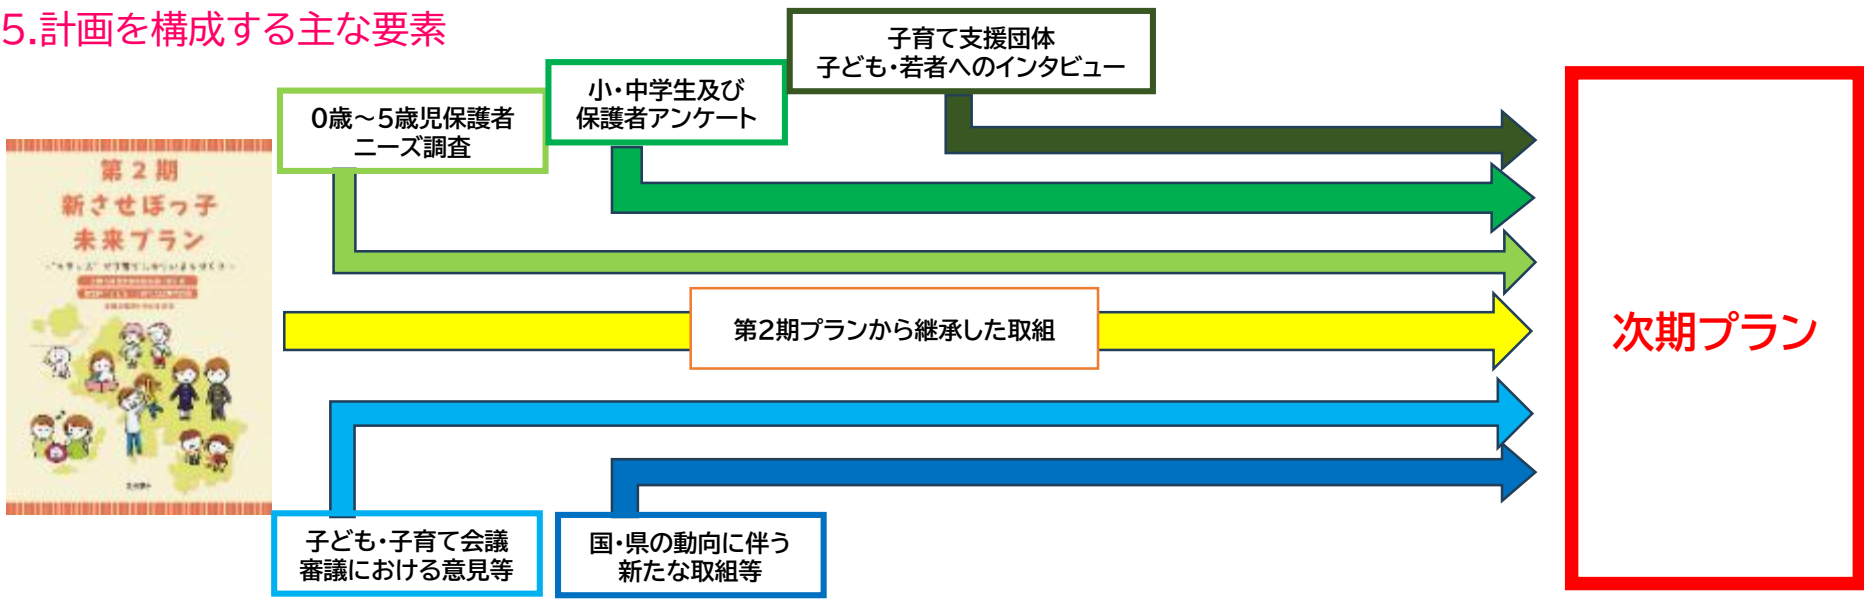 5.計画を構成する主な要素
子育て支援団体
子ども・若者へのインタビュー
小・中学生及び
保護者アンケート
0歳～5歳児保護者
ニーズ調査
第2期
新させぼっ子
未来プラン
第2期プランから継承した取組
次期プラン
子ども・子育て会議
審議における意見等
国・県の動向に伴う
新たな取組等